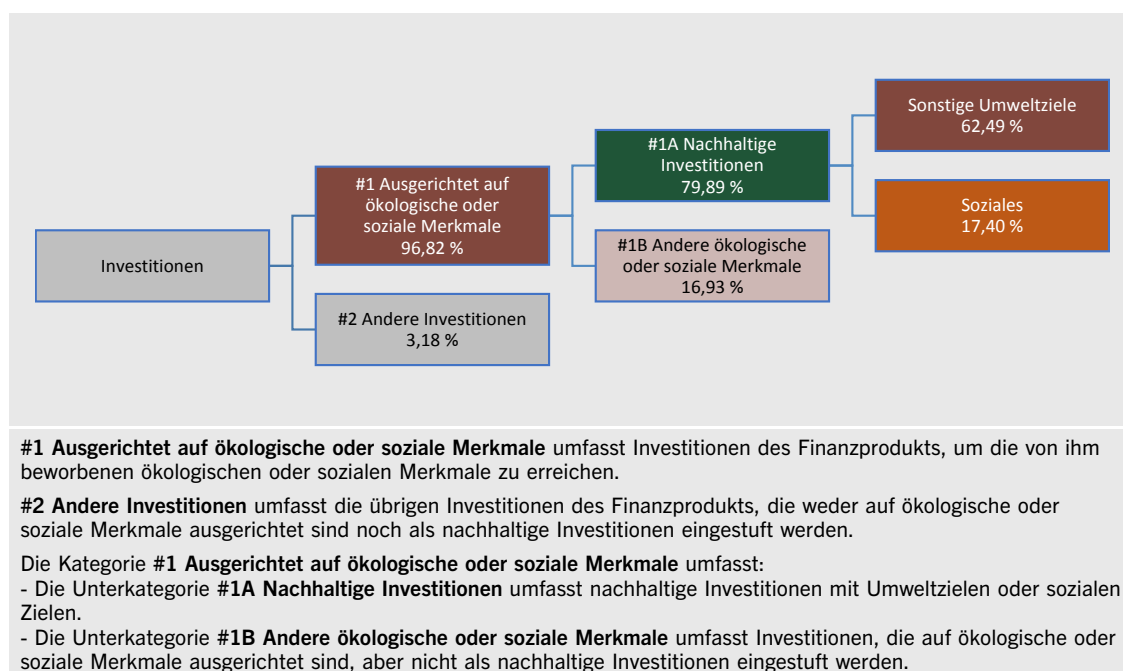 Investitionen
#1 Ausgerichtet auf
ökologische oder
soziale Merkmale
96,82 %
#2 Andere Investitionen
3,18 %
#1A Nachhaltige
Investitionen
79,89 %
#1B Andere ökologische
oder soziale Merkmale
16,93 %
Sonstige Umweltziele
62,49 %
Soziales
17,40 %
#1 Ausgerichtet auf ökologische oder soziale Merkmale umfasst Investitionen des Finanzprodukts, um die von ihm
beworbenen ökologischen oder sozialen Merkmale zu erreichen.
#2 Andere Investitionen umfasst die übrigen Investitionen des Finanzprodukts, die weder auf ökologische oder
soziale Merkmale ausgerichtet sind noch als nachhaltige Investitionen eingestuft werden.
Die Kategorie #1 Ausgerichtet auf ökologische oder soziale Merkmale umfasst:
- Die Unterkategorie #1A Nachhaltige Investitionen umfasst nachhaltige Investitionen mit Umweltzielen oder sozialen
Zielen.
- Die Unterkategorie #1B Andere ökologische oder soziale Merkmale umfasst Investitionen, die auf ökologische oder
soziale Merkmale ausgerichtet sind, aber nicht als nachhaltige Investitionen eingestuft werden.